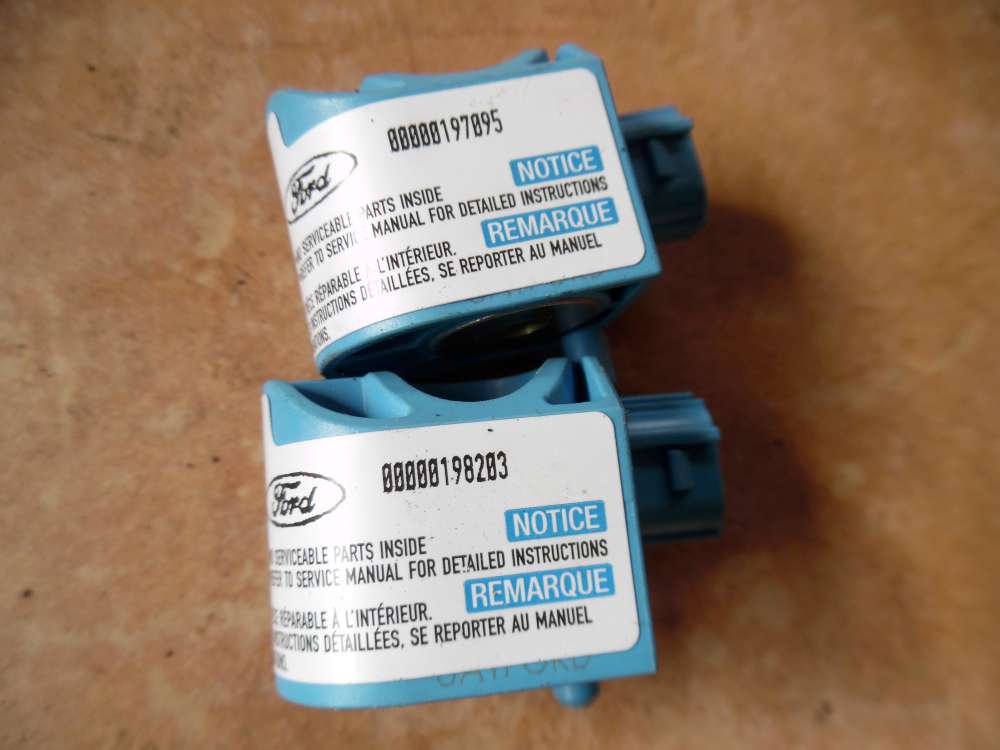 00000197095
Ford
NOTICE
SERVICEABLE PARTS INSIDE
REFER TO SERVICE MANUAL FOR DETAILED INSTRUCTIONS
REMARQUE
RÉPARABLE À L'INTÉRIEUR.
INSTRUCTIONS DÉTAILLÉES, SE REPORTER AU MANUEL
00000198203
Ford
NOTICE
SERVICEABLE PARTS INSIDE
TO SERVICE MANUAL FOR DETAILED INSTRUCTIONS
REMARQUE
RÉPARABLE À L'INTÉRIEUR.
DÉTAILLÉES, SE REPORTER AU MANUEL